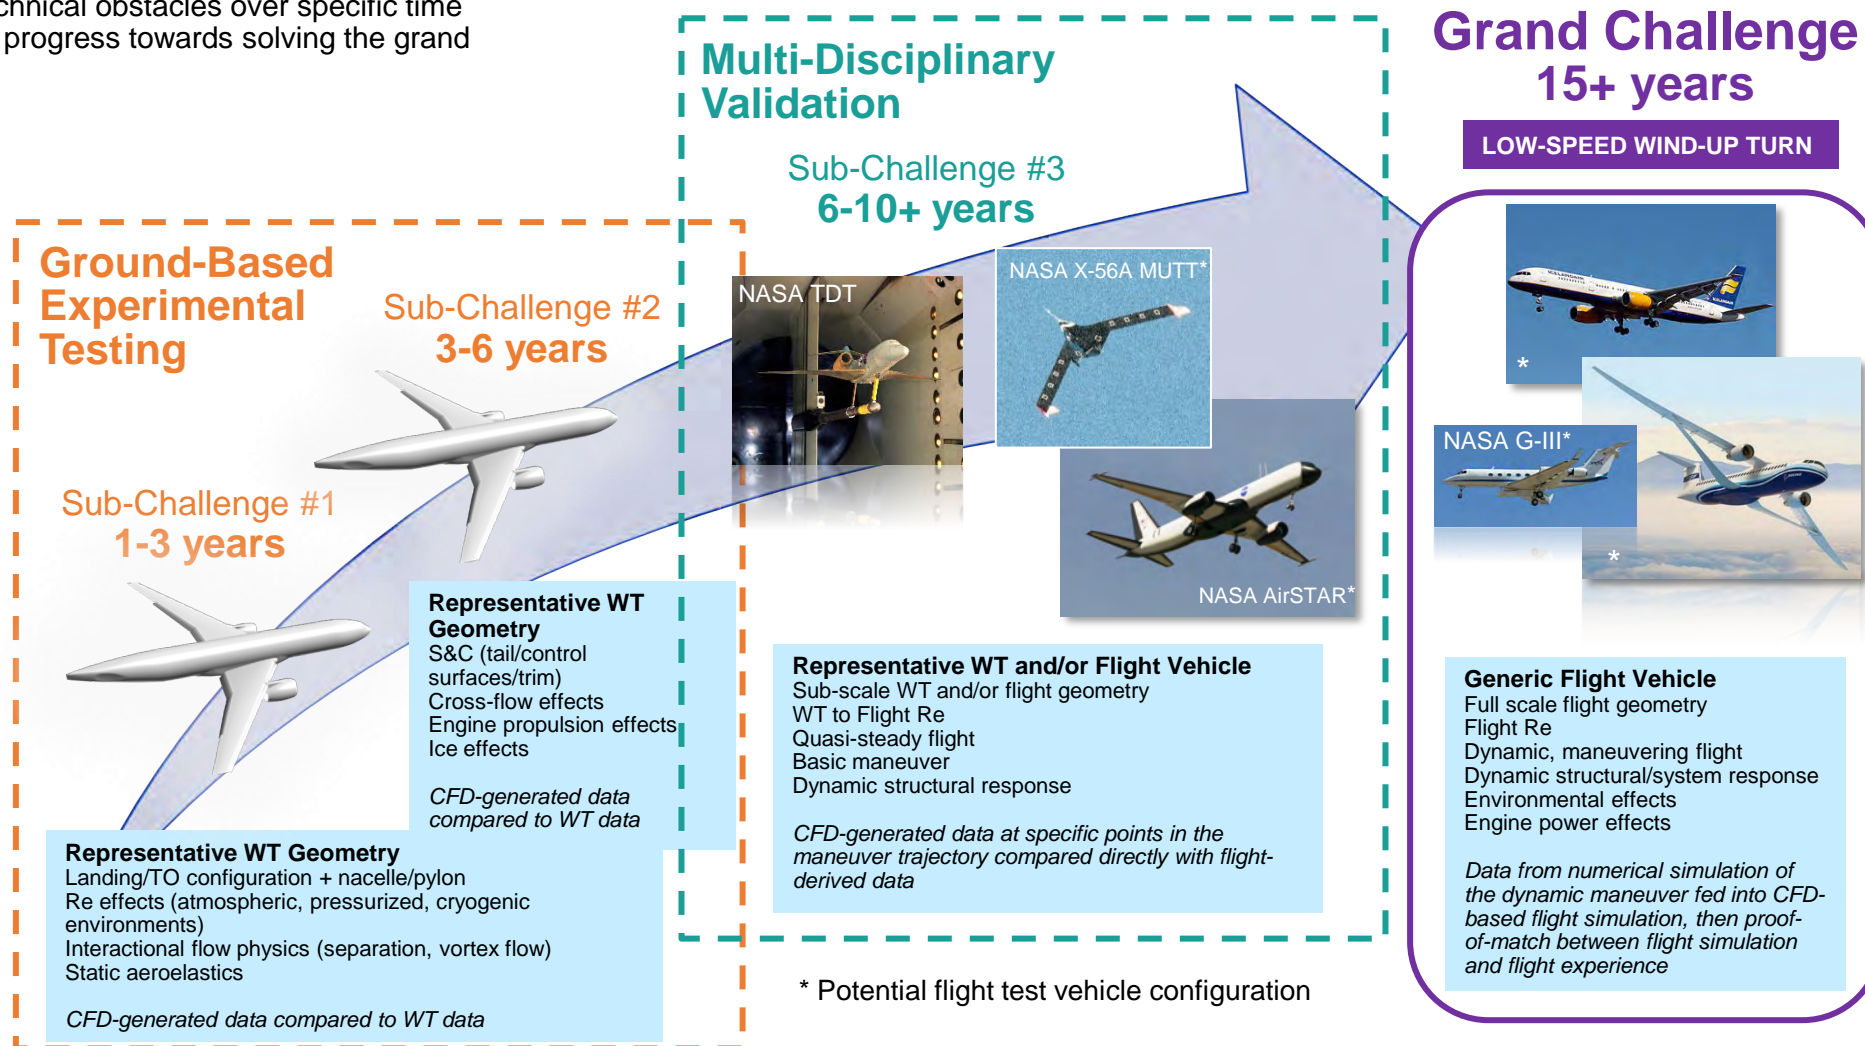 chnical obstacles over specific time
progress towards solving the grand
Grand Challenge
15+ years
LOW-SPEED WIND-UP TURN
Multi-Disciplinary
Validation
Sub-Challenge #3
6-10+ years
Ground-Based
Experimental
Testing
Sub-Challenge #2
3-6 years
Sub-Challenge #1
1-3 years
NASA TDT
NASA X-56A MUTT*
NASA AirSTAR*
ICELANDAIR
*
NASA G-III*
*
Representative WT
Geometry
S&C (tail/control
surfaces/trim)
Cross-flow effects
Engine propulsion effects
Ice effects
CFD-generated data
compared to WT data
Representative WT Geometry
Landing/TO configuration + nacelle/pylon
Re effects (atmospheric, pressurized, cryogenic
environments)
Interactional flow physics (separation, vortex flow)
Static aeroelastics
CFD-generated data compared to WT data
Representative WT and/or Flight Vehicle
Sub-scale WT and/or flight geometry
WT to Flight Re
Quasi-steady flight
Basic maneuver
Dynamic structural response
CFD-generated data at specific points in the
maneuver trajectory compared directly with flight-
derived data
Generic Flight Vehicle
Full scale flight geometry
Flight Re
Dynamic, maneuvering flight
Dynamic structural/system response
Environmental effects
Engine power effects
Data from numerical simulation of
the dynamic maneuver fed into CFD-
based flight simulation, then proof-
of-match between flight simulation
and flight experience
* Potential flight test vehicle configuration